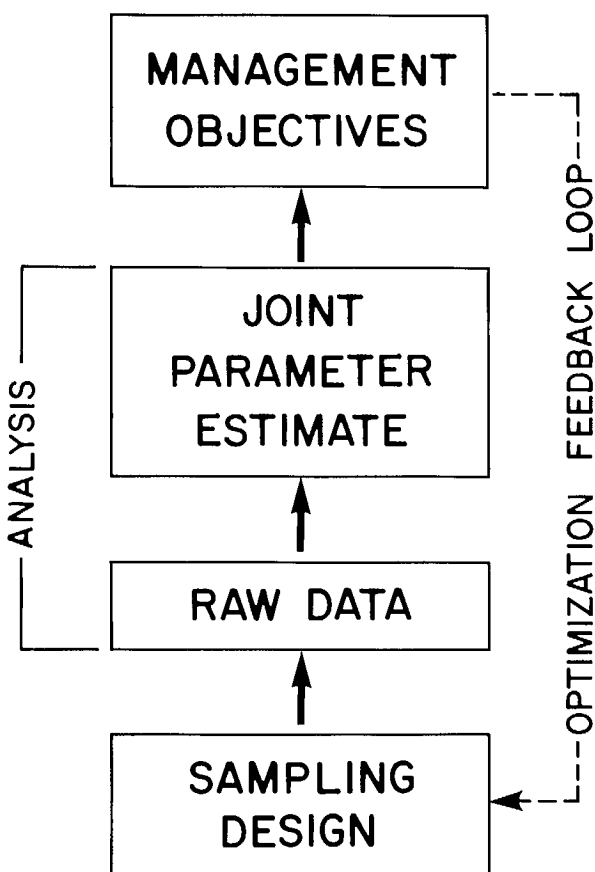 MANAGEMENT
OBJECTIVES
JOINT
PARAMETER
ESTIMATE
RAW DATA
SAMPLING
DESIGN
ANALYSIS
OPTIMIZATION FEEDBACK LOOP